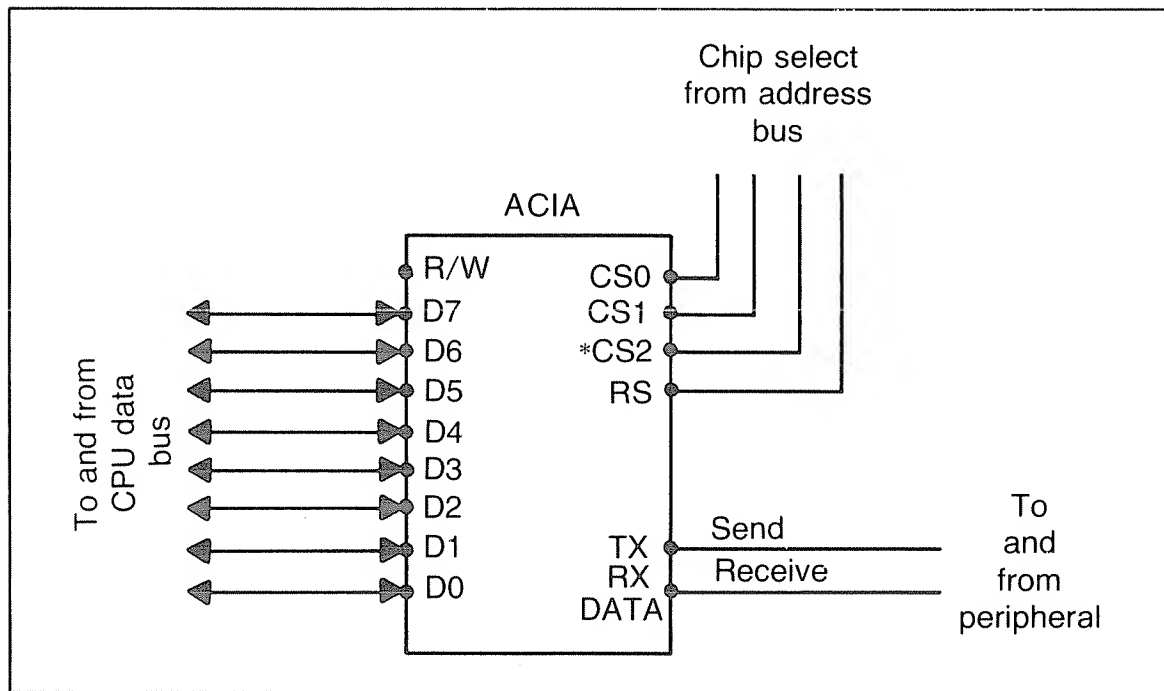 Chip select
from address
bus
ACIA
R/W
D7
D6
D5
D4
D3
D2
D1
D0
To and from
CPU data
bus
CS0
CS1
*CS2
RS
TX
RX
DATA
Send
Receive
To
and
from
peripheral